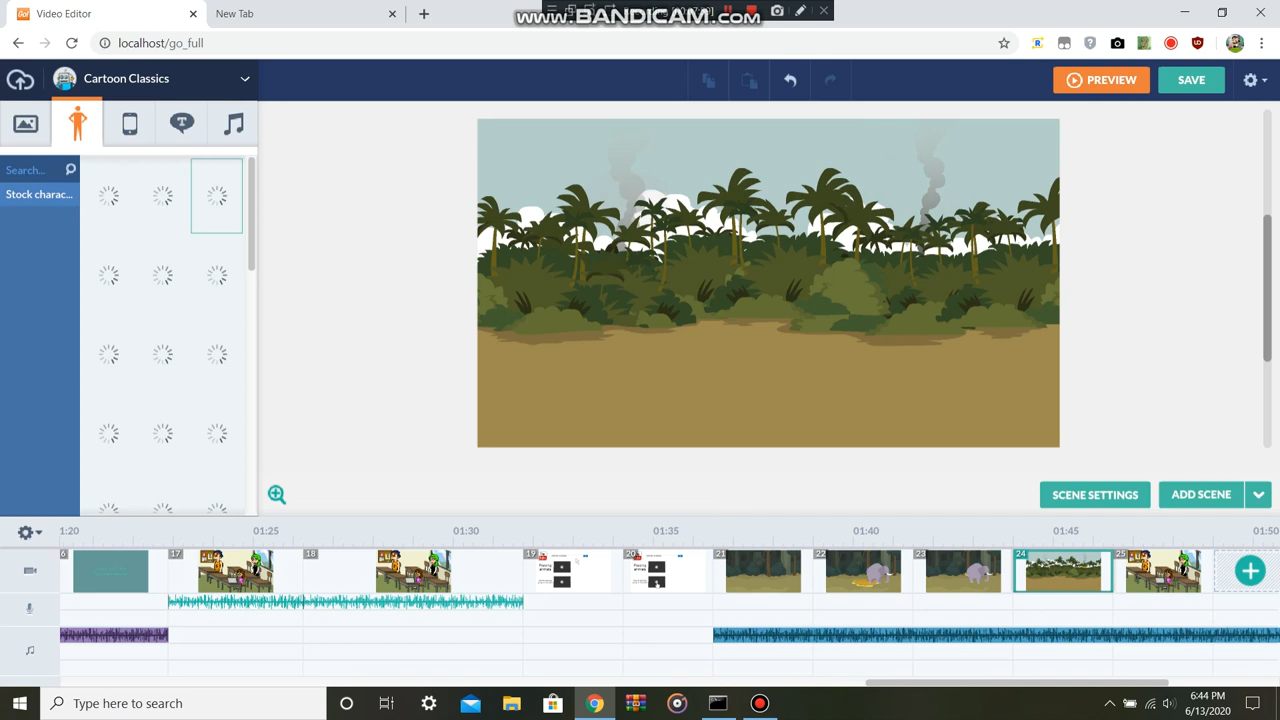 Go!
Video Editor
New Tab
www.BANDICAM.com
localhost/go_full
Cartoon Classics
PREVIEW
SAVE
Search...
Stock charac...
SCENE SETTINGS
ADD SCENE
1:20
01:25
01:30
01:35
01:40
01:45
01:50
6
17
18
19
20
21
22
23
24
25
Type here to search
6:44 PM
6/13/2020